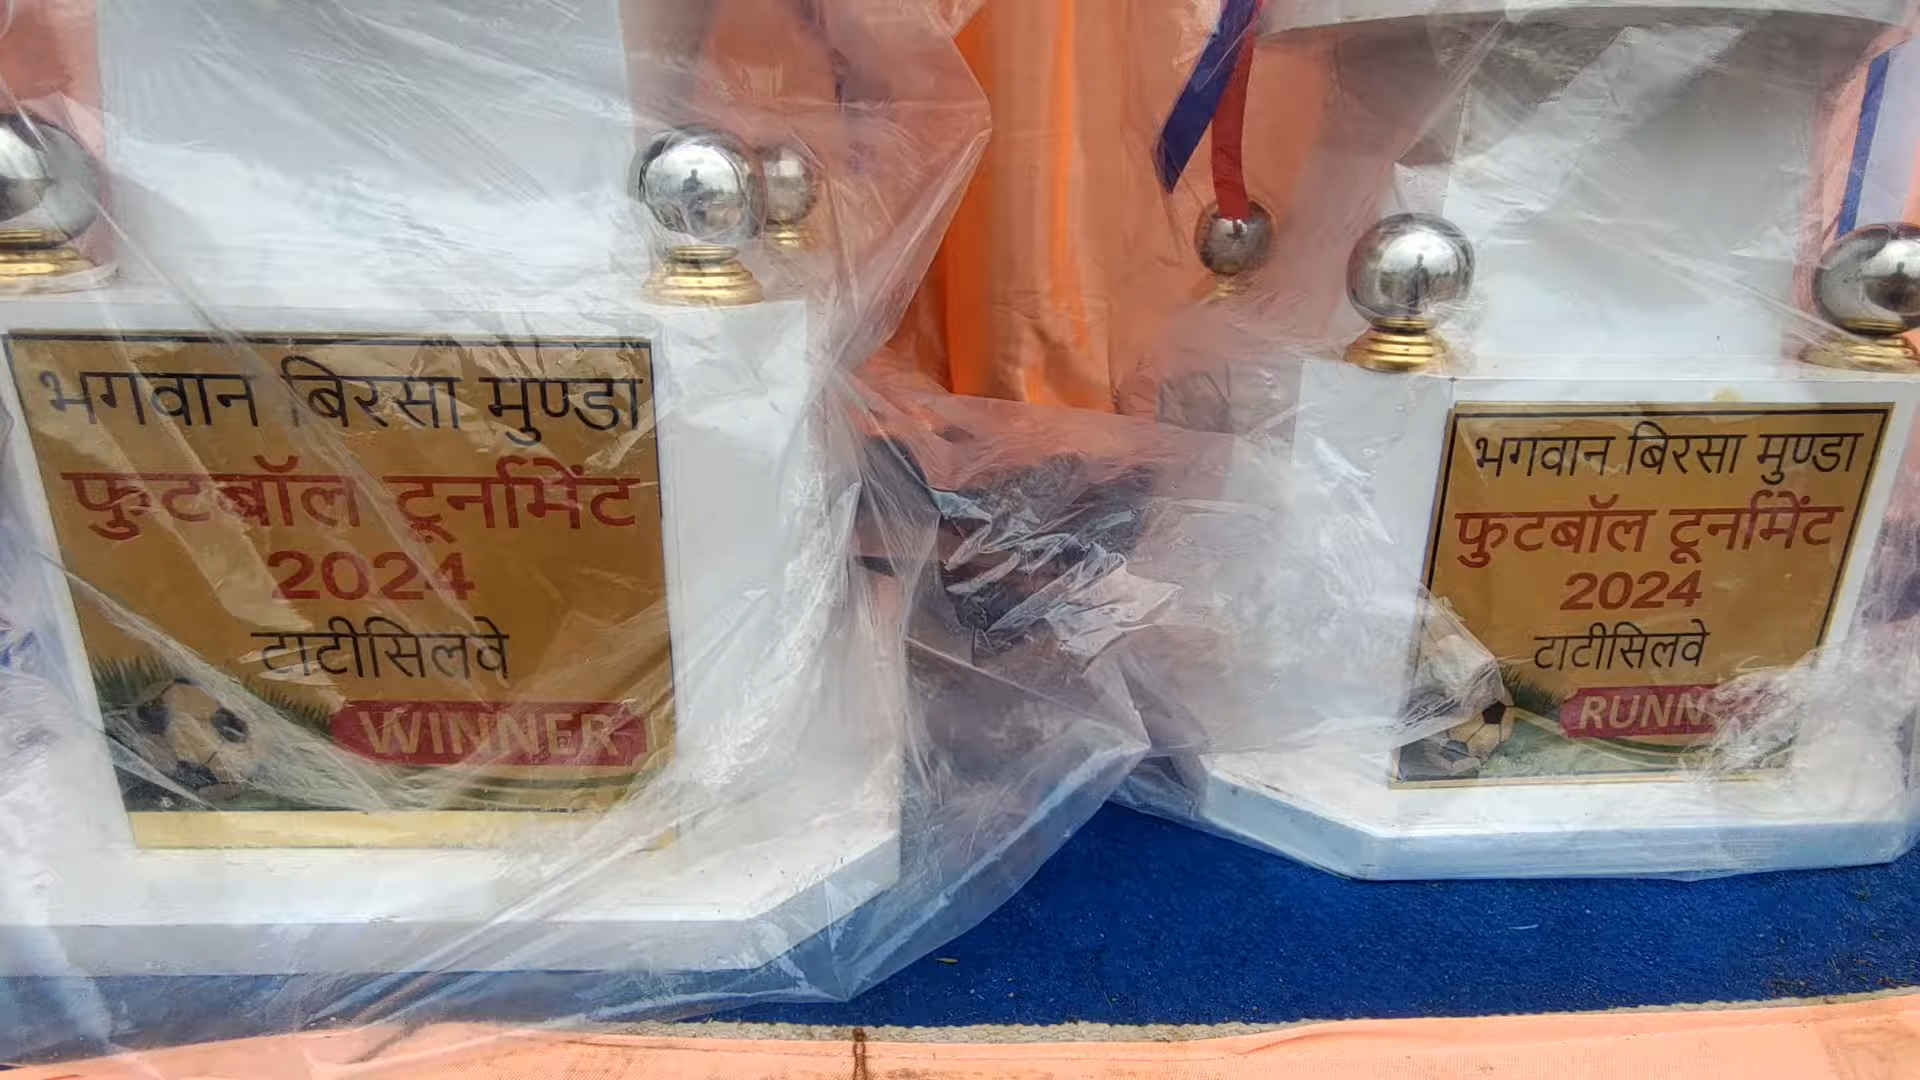 भगवान बिरसा मुण्डा
फुटबॉल टूर्नामेंट
2024
टाटीसिलवे
WINNER
भगवान बिरसा मुण्डा
फुटबॉल टूर्नामेंट
2024
टाटीसिलवे